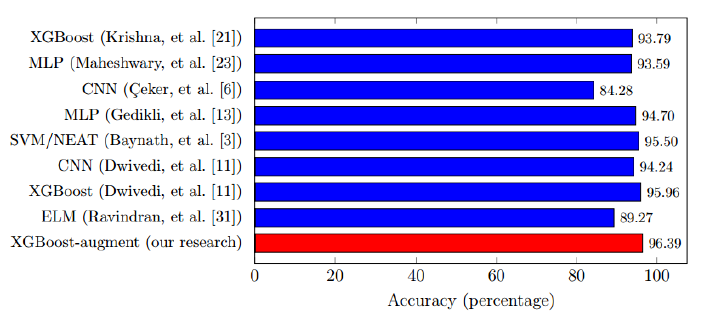 XGBoost (Krishna, et al. [21])
93.79
MLP (Maheshwary, et al. [23])
93.59
CNN (Çeker, et al. [6])
84.28
MLP (Gedikli, et al. [13])
94.70
SVM/NEAT (Baynath, et al. [3])
95.50
CNN (Dwivedi, et al. [11])
94.24
XGBoost (Dwivedi, et al. [11])
95.96
ELM (Ravindran, et al. [31])
89.27
XGBoost-augment (our research)
96.39
0 20 40 60 80 100
Accuracy (percentage)